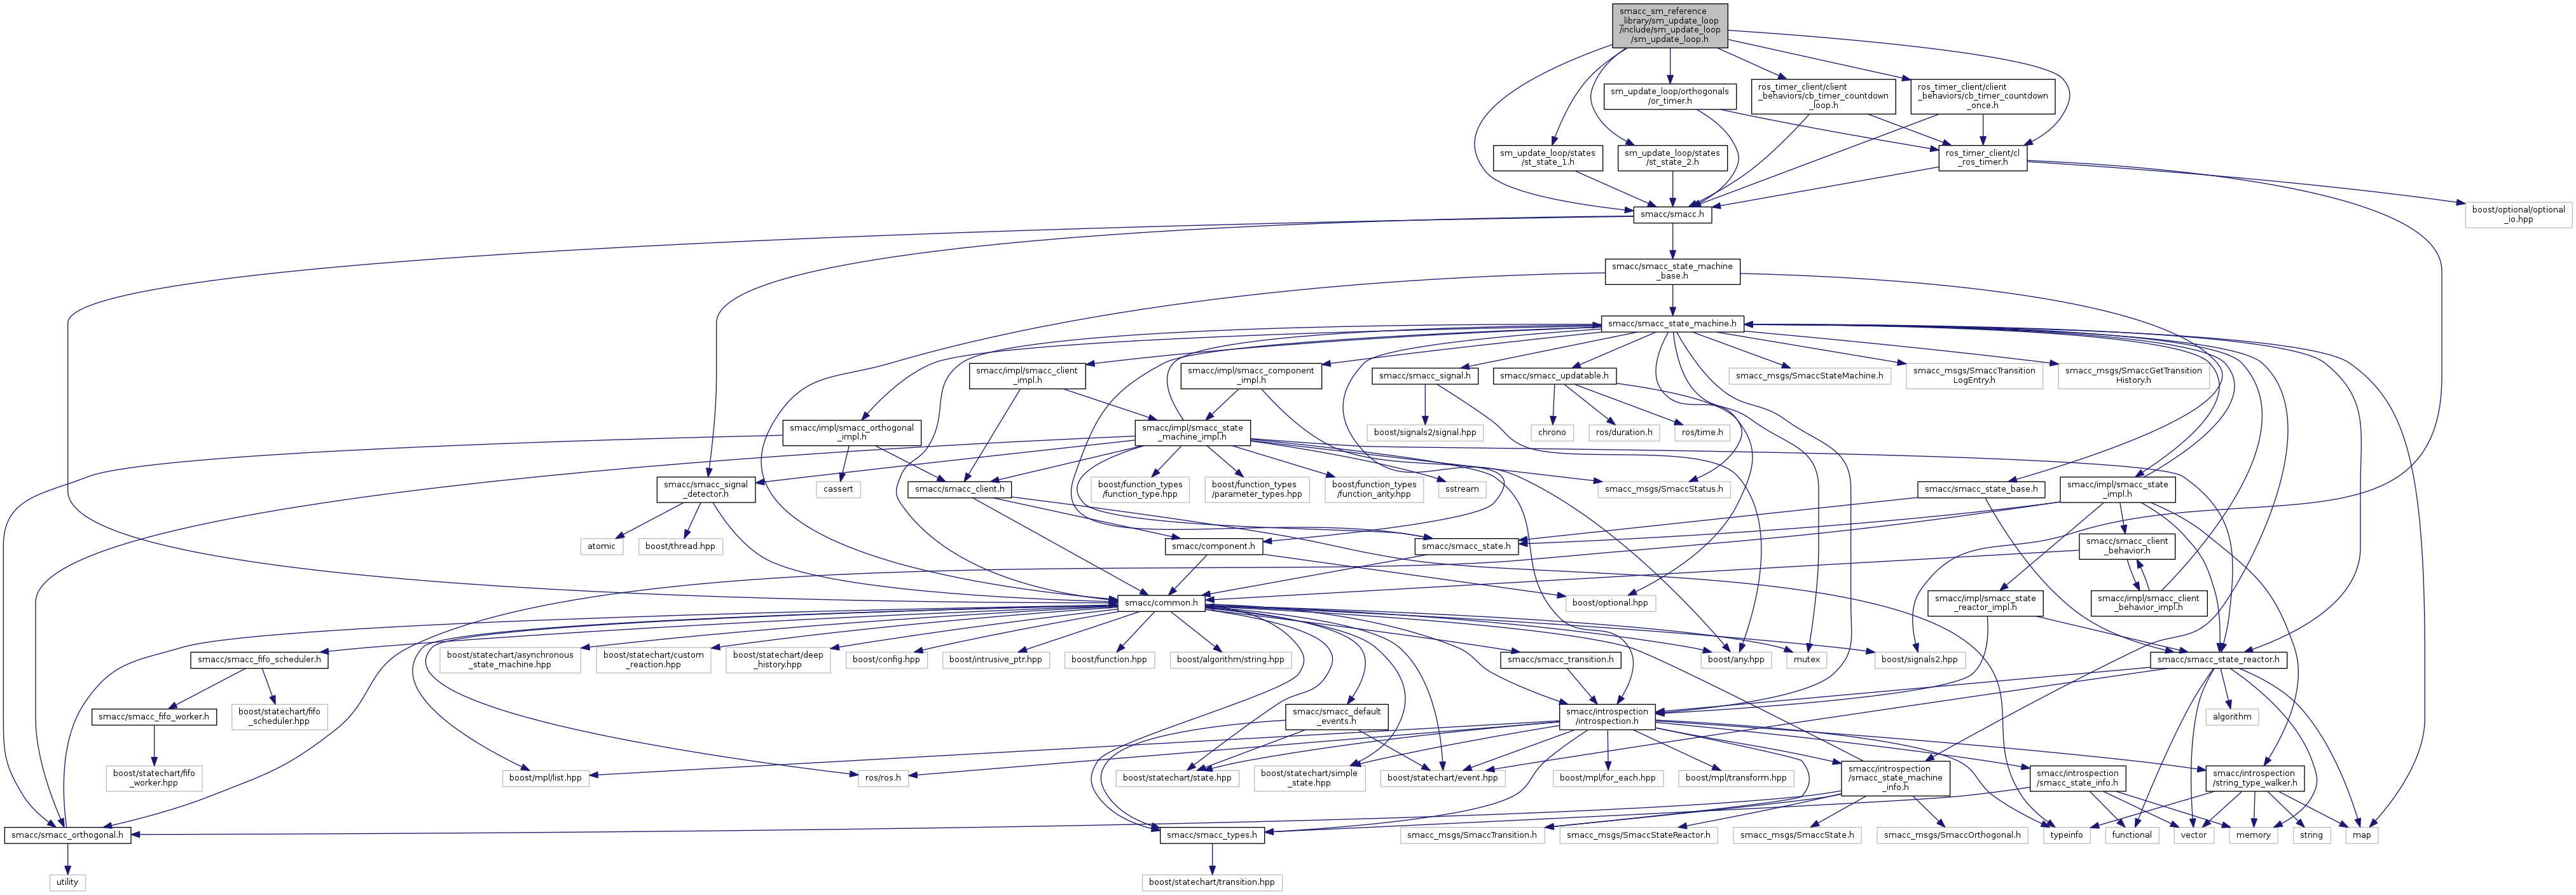 smacc_sm_reference
_library/sm_update_loop
/include/sm_update_loop
/sm_update_loop.h
sm_update_loop/orthogonals
/or_timer.h
ros_timer_client/client
_behaviors/cb_timer_countdown
_loop.h
ros_timer_client/client
_behaviors/cb_timer_countdown
_once.h
sm_update_loop/states
/st_state_1.h
sm_update_loop/states
/st_state_2.h
ros_timer_client/cl
_ros_timer.h
smacc/smacc.h
boost/optional/optional
_io.hpp
smacc/smacc_state_machine
_base.h
smacc/smacc_state_machine.h
smacc/impl/smacc_client
_impl.h
smacc/impl/smacc_component
_impl.h
smacc/smacc_signal.h
smacc/smacc_updatable.h
smacc_msgs/SmaccStateMachine.h
smacc_msgs/SmaccTransition
LogEntry.h
smacc_msgs/SmaccGetTransition
History.h
smacc/impl/smacc_orthogonal
_impl.h
smacc/impl/smacc_state
_machine_impl.h
boost/signals2/signal.hpp
chrono
ros/duration.h
ros/time.h
smacc/smacc_signal
_detector.h
cassert
smacc/smacc_client.h
boost/function_types
/function_type.hpp
boost/function_types
/parameter_types.hpp
boost/function_types
/function_arity.hpp
sstream
smacc_msgs/SmaccStatus.h
smacc/smacc_state_base.h
smacc/impl/smacc_state
_impl.h
atomic
boost/thread.hpp
smacc/component.h
smacc/smacc_state.h
smacc/smacc_client
_behavior.h
smacc/common.h
boost/optional.hpp
smacc/impl/smacc_state
_reactor_impl.h
smacc/impl/smacc_client
_behavior_impl.h
smacc/smacc_fifo_scheduler.h
boost/statechart/asynchronous
_state_machine.hpp
boost/statechart/custom
_reaction.hpp
boost/statechart/deep
_history.hpp
boost/config.hpp
boost/intrusive_ptr.hpp
boost/function.hpp
boost/algorithm/string.hpp
smacc/smacc_transition.h
boost/any.hpp
mutex
boost/signals2.hpp
smacc/smacc_state_reactor.h
smacc/smacc_fifo_worker.h
boost/statechart/fifo
_scheduler.hpp
smacc/smacc_default
_events.h
smacc/introspection
/introspection.h
algorithm
boost/statechart/fifo
_worker.hpp
boost/mpl/list.hpp
ros/ros.h
boost/statechart/state.hpp
boost/statechart/simple
_state.hpp
boost/statechart/event.hpp
boost/mpl/for_each.hpp
boost/mpl/transform.hpp
smacc/introspection
/smacc_state_machine
_info.h
smacc/introspection
/smacc_state_info.h
smacc/introspection
/string_type_walker.h
smacc/smacc_orthogonal.h
smacc/smacc_types.h
smacc_msgs/SmaccTransition.h
smacc_msgs/SmaccStateReactor.h
smacc_msgs/SmaccState.h
smacc_msgs/SmaccOrthogonal.h
typeinfo
functional
vector
memory
string
map
utility
boost/statechart/transition.hpp